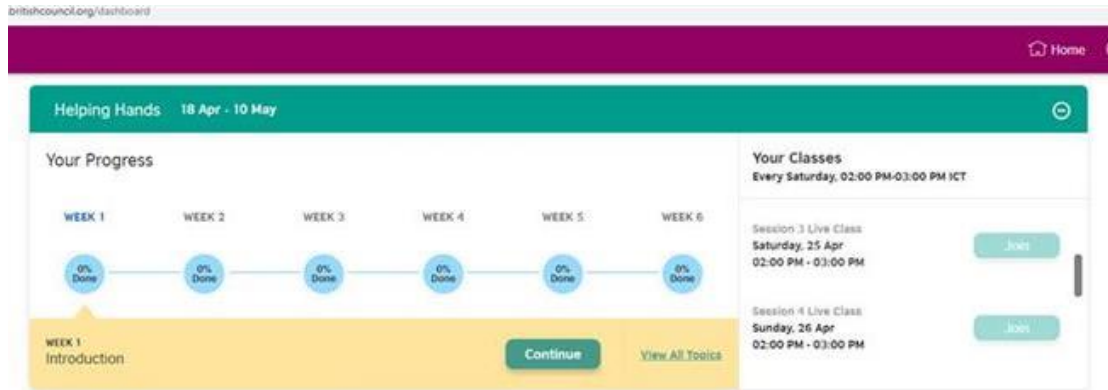 britishcouncil.org/dashboard
Home
Helping Hands 18 Apr - 10 May
Your Progress
WEEK 1 WEEK 2 WEEK 3 WEEK 4 WEEK 5 WEEK 6
0% Done 0% Done 0% Done 0% Done 0% Done 0% Done
WEEK 1
Introduction
Continue
View All Topics
Your Classes
Every Saturday, 02:00 PM-03:00 PM ICT
Session 3 Live Class
Saturday, 25 Apr
02:00 PM - 03:00 PM
Join
Session 4 Live Class
Sunday, 26 Apr
02:00 PM - 03:00 PM
Join